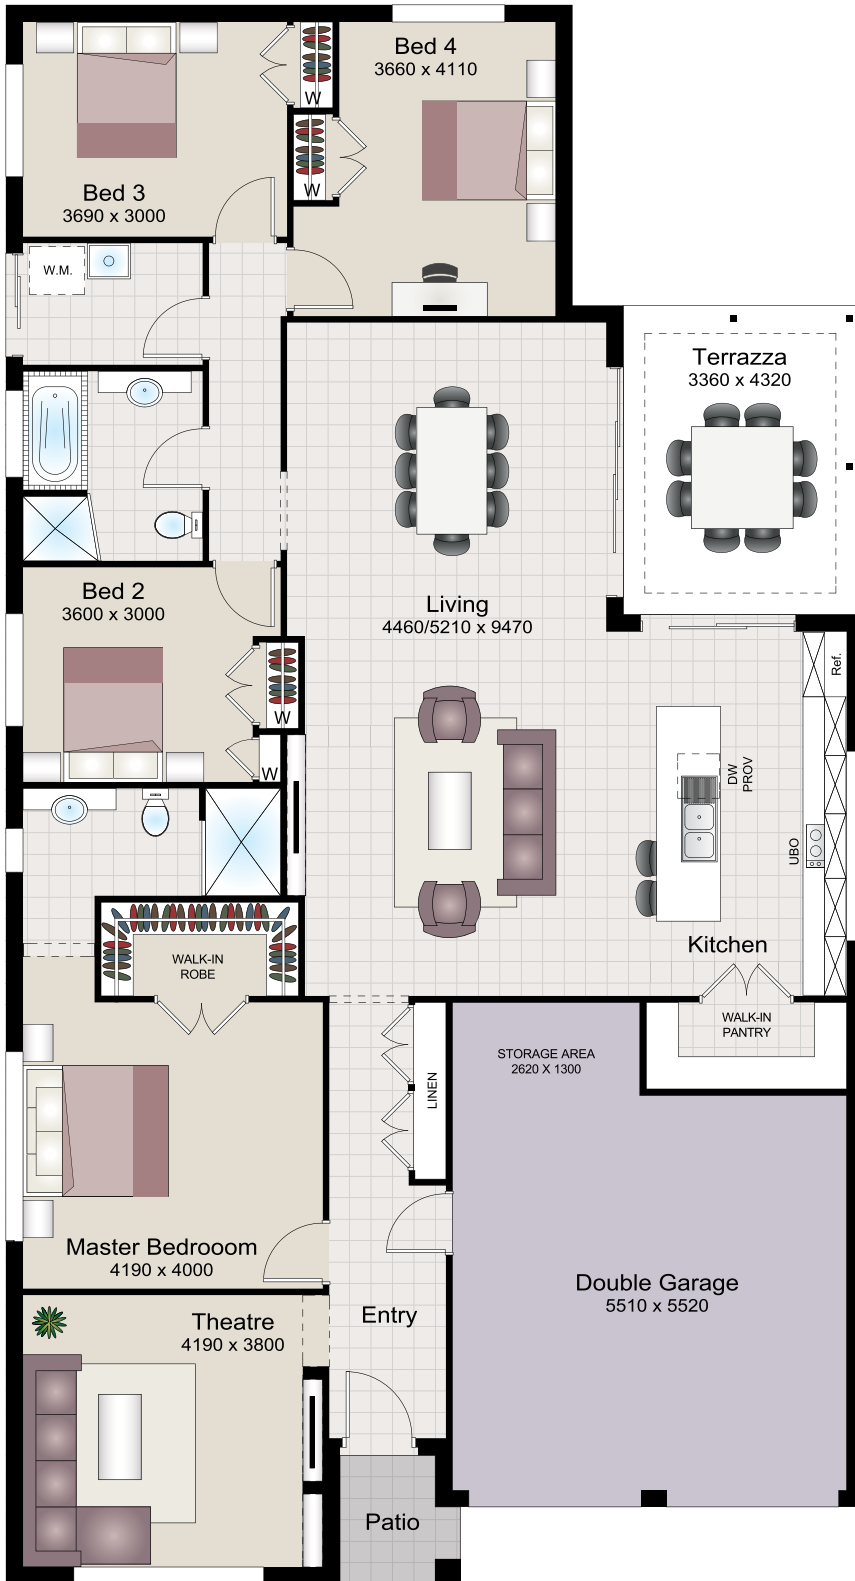 Bed 4
3660 x 4110
W
W
Bed 3
3690 x 3000
W.M.
Terrazza
3360 x 4320
Bed 2
3600 x 3000
Living
4460/5210 x 9470
Ref.
W
W
DW
PROV
UBO
Kitchen
WALK-IN
ROBE
WALK-IN
PANTRY
STORAGE AREA
2620 X 1300
LINEN
Master Bedrooom
4190 x 4000
Double Garage
5510 x 5520
Theatre
4190 x 3800
Entry
Patio